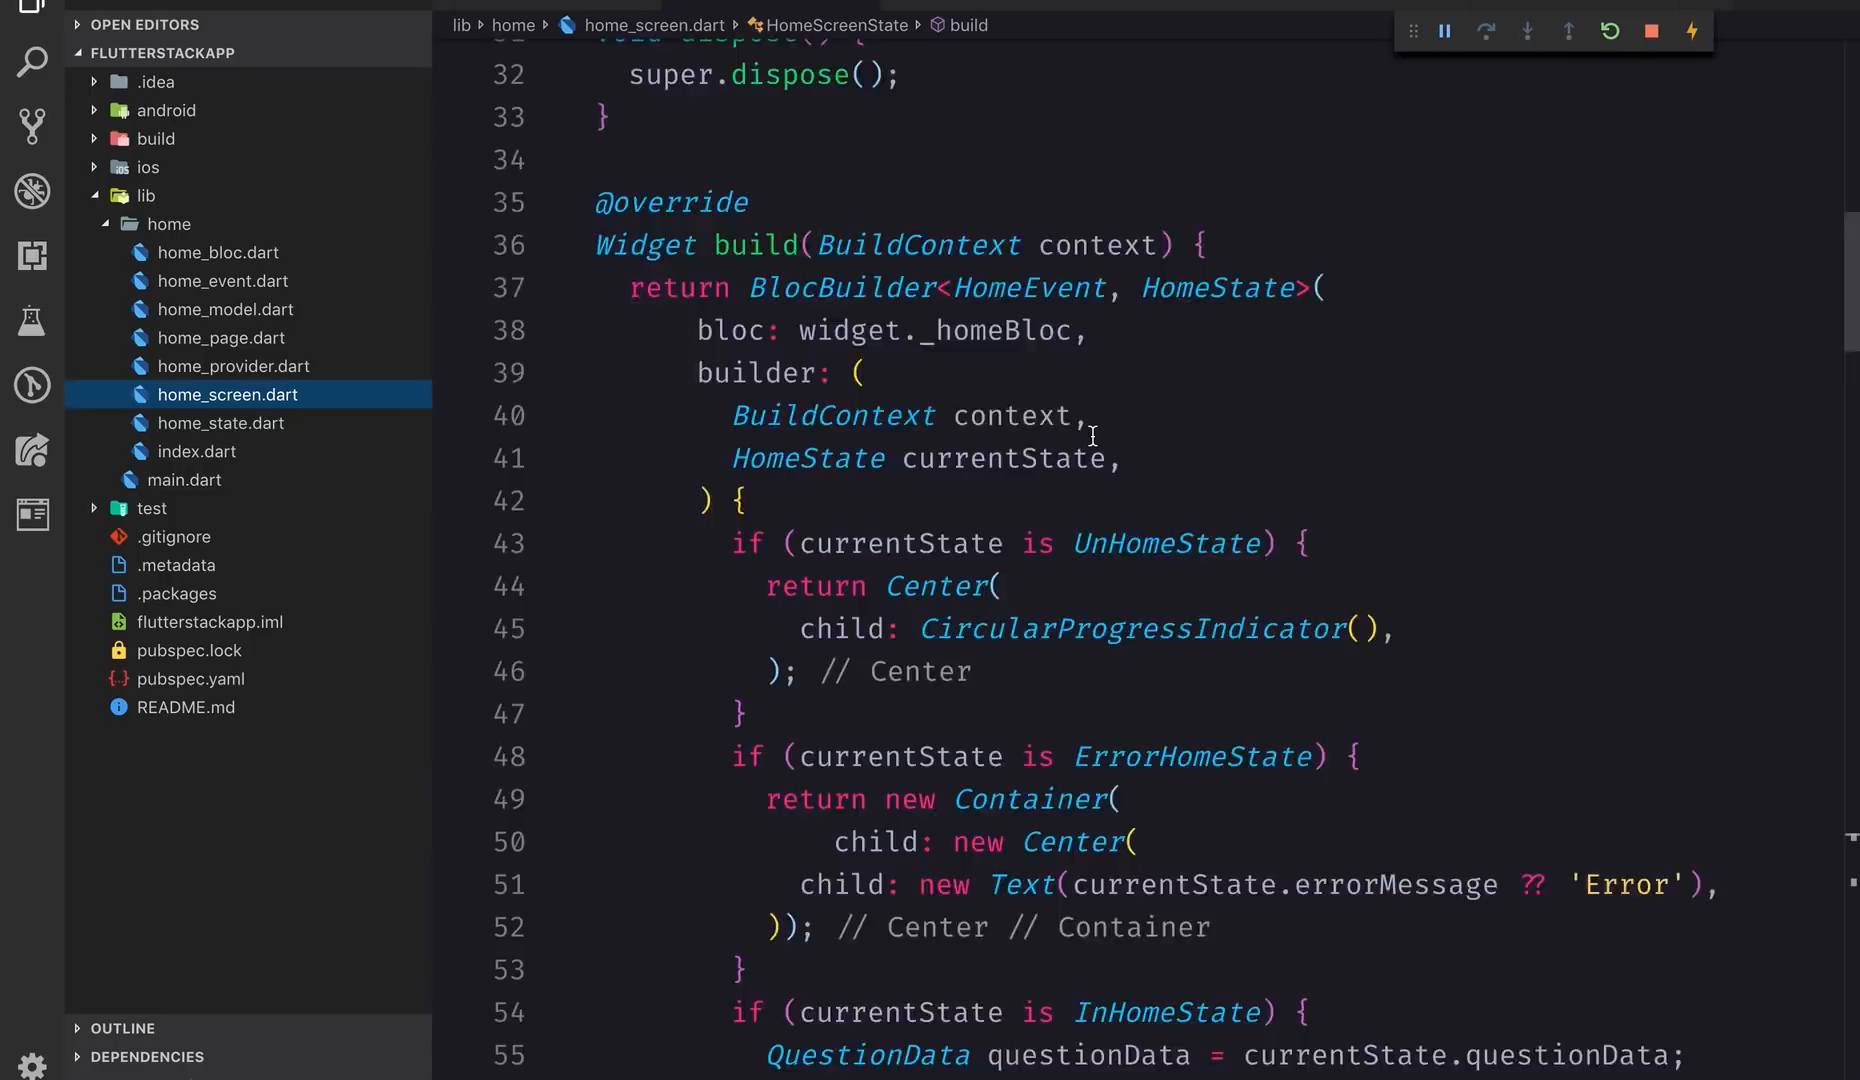 OPEN EDITORS
FLUTTERSTACKAPP
.idea
android
build
ios
lib
home
home_bloc.dart
home_event.dart
home_model.dart
home_page.dart
home_provider.dart
home_screen.dart
home_state.dart
index.dart
main.dart
test
.gitignore
.metadata
.packages
flutterstackapp.iml
pubspec.lock
pubspec.yaml
README.md
OUTLINE
DEPENDENCIES
lib home home_screen.dart HomeScreenState build
31 void dispose() {
32 super.dispose();
33 }
34
35 @override
36 Widget build(BuildContext context) {
37 return BlocBuilder<HomeEvent, HomeState>(
38 bloc: widget._homeBloc,
39 builder: (
40 BuildContext context,
41 HomeState currentState,
42 ) {
43 if (currentState is UnHomeState) {
44 return Center(
45 child: CircularProgressIndicator(),
46 ); // Center
47 }
48 if (currentState is ErrorHomeState) {
49 return new Container(
50 child: new Center(
51 child: new Text(currentState.errorMessage ?? 'Error'),
52 )); // Center // Container
53 }
54 if (currentState is InHomeState) {
55 QuestionData questionData = currentState.questionData;